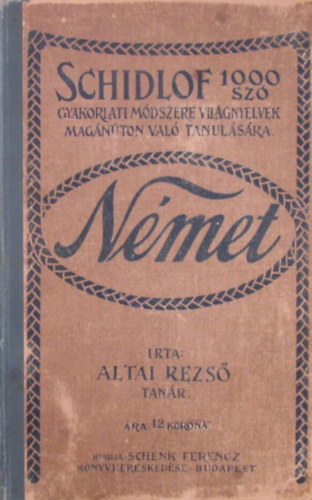 SCHIDLOF 1000
SZÓ
GYAKORLATI MÓDSZERE VILÁGNYELVEK
MAGÁNÚTON VALÓ TANULÁSÁRA.
Német
IRTA:
ALTAI REZSŐ
TANÁR.
ÁRA 12 KORONA
KIADJA: SCHENK FERENCZ
KÖNYVKERESKEDÉSE BUDAPEST